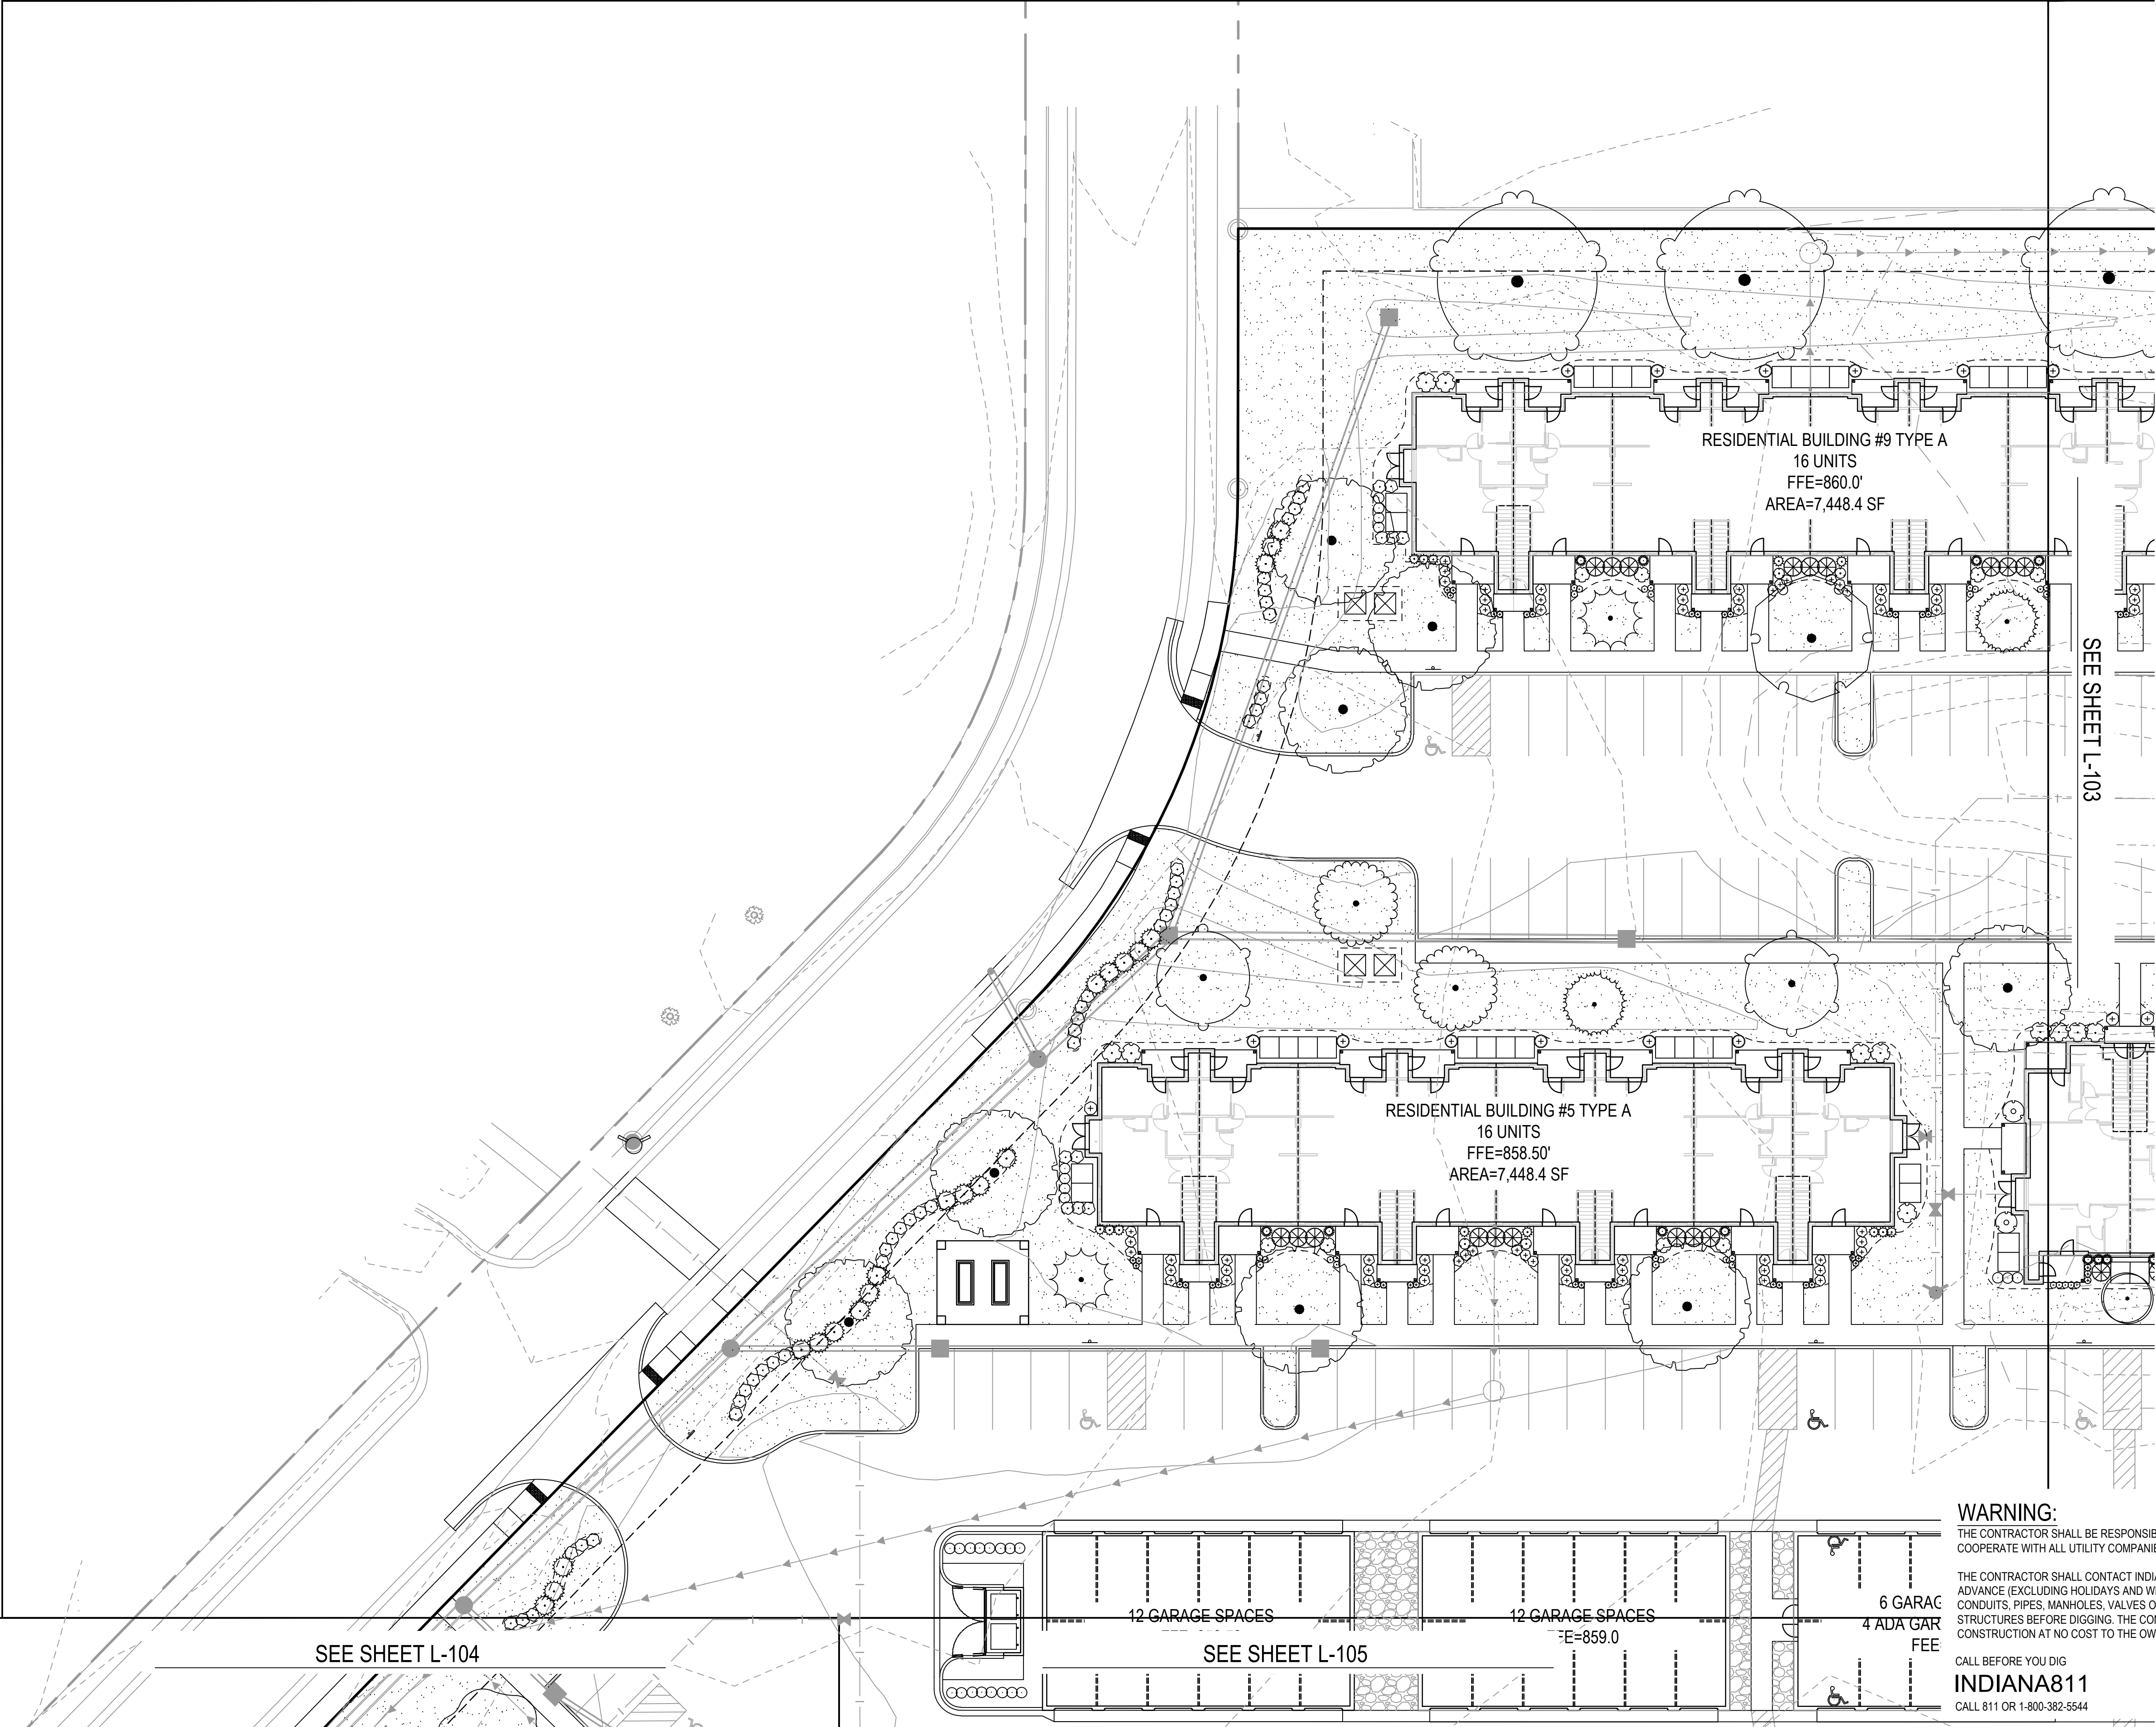 RESIDENTIAL BUILDING #9 TYPE A
16 UNITS
FFE=860.0'
AREA=7,448.4 SF
SEE SHEET L-103
RESIDENTIAL BUILDING #5 TYPE A
16 UNITS
FFE=858.50'
AREA=7,448.4 SF
12 GARAGE SPACES
12 GARAGE SPACES
FFE=859.0
6 GARAG
4 ADA GAR
SEE SHEET L-104
SEE SHEET L-105
WARNING:
THE CONTRACTOR SHALL BE RESPONSIB
COOPERATE WITH ALL UTILITY COMPANIE
THE CONTRACTOR SHALL CONTACT INDIA
ADVANCE (EXCLUDING HOLIDAYS AND W
CONDUITS, PIPES, MANHOLES, VALVES O
STRUCTURES BEFORE DIGGING. THE CO
CONSTRUCTION AT NO COST TO THE OW
CALL BEFORE YOU DIG
INDIANA811
CALL 811 OR 1-800-382-5544